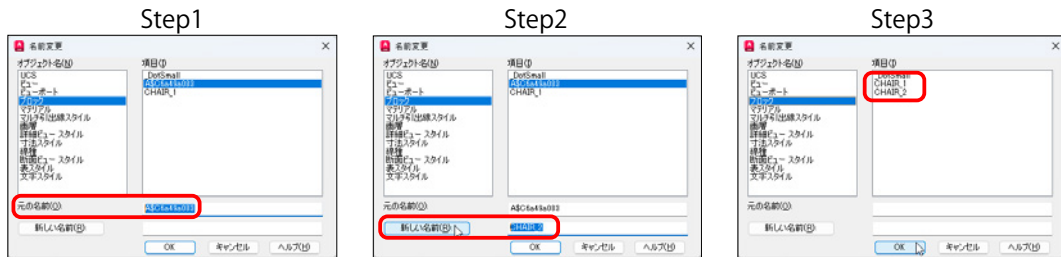 Step1
名前変更
オブジェクト名(N)
項目(I)
UCS
ビュー
ビューポート
ブロック
マテリアル
マルチ引出線スタイル
画層
詳細ビュー スタイル
寸法スタイル
線種
断面ビュー スタイル
表スタイル
文字スタイル
_DotSmall
A$C6a49a083
CHAIR_1
元の名前(O):
A$C6a49a083
新しい名前(R):
OK
キャンセル
ヘルプ(H)
Step2
名前変更
オブジェクト名(N)
項目(I)
UCS
ビュー
ビューポート
ブロック
マテリアル
マルチ引出線スタイル
画層
詳細ビュー スタイル
寸法スタイル
線種
断面ビュー スタイル
表スタイル
文字スタイル
_DotSmall
A$C6a49a083
CHAIR_1
元の名前(O):
A$C6a49a083
新しい名前(R):
CHAIR_2
OK
キャンセル
ヘルプ(H)
Step3
名前変更
オブジェクト名(N)
項目(I)
UCS
ビュー
ビューポート
ブロック
マテリアル
マルチ引出線スタイル
画層
詳細ビュー スタイル
寸法スタイル
線種
断面ビュー スタイル
表スタイル
文字スタイル
_DotSmall
CHAIR_1
CHAIR_2
元の名前(O):
新しい名前(R):
OK
キャンセル
ヘルプ(H)